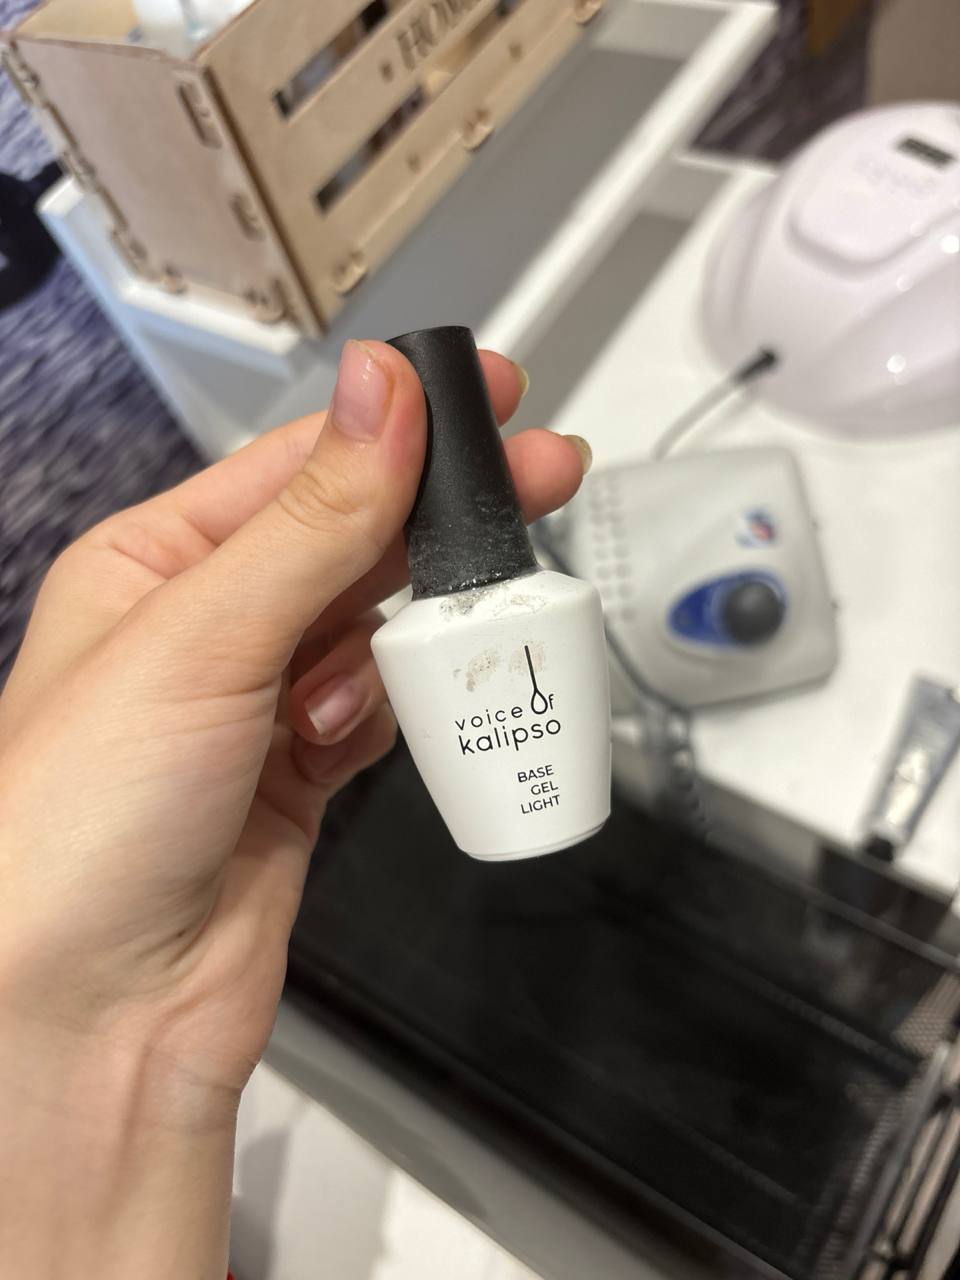 voice of
kalipso
BASE
GEL
LIGHT